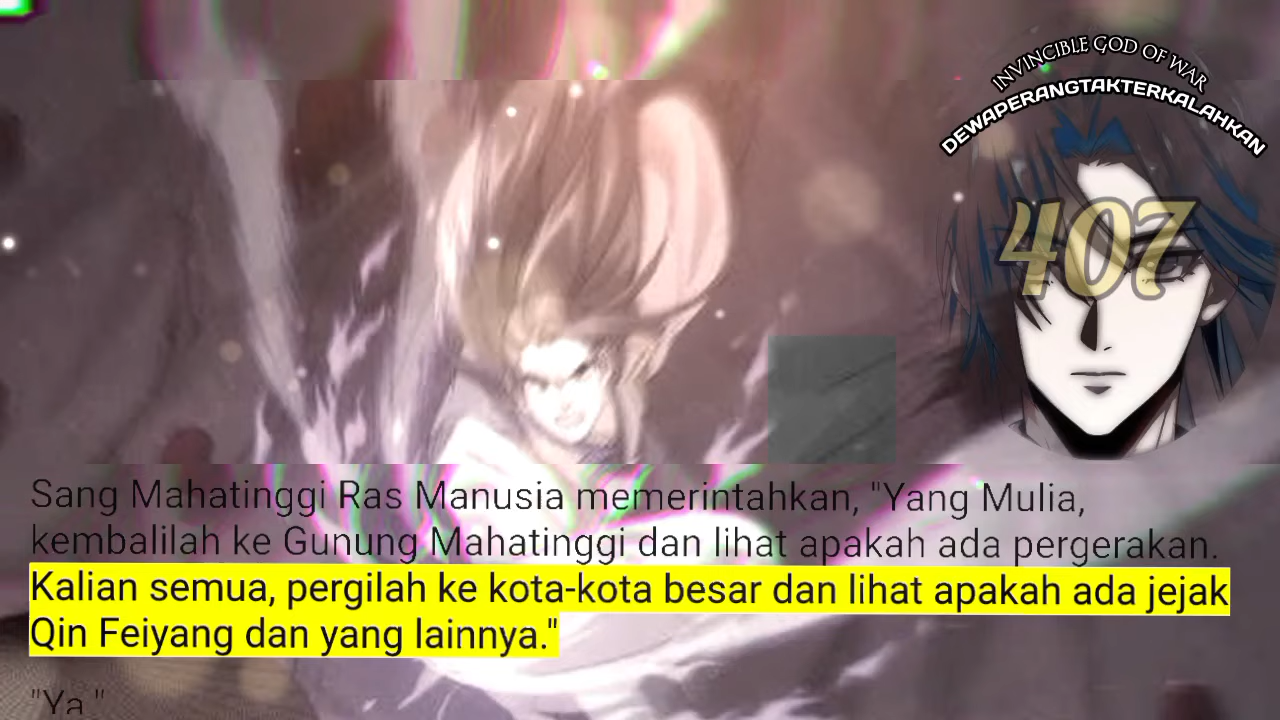 INVINCIBLE GOD OF WAR
DEWAPERANGTAKTERKALAHKAN
407
Sang Mahatinggi Ras Manusia memerintahkan, "Yang Mulia,
kembalilah ke Gunung Mahatinggi dan lihat apakah ada pergerakan.
Kalian semua, pergilah ke kota-kota besar dan lihat apakah ada jejak
Qin Feiyang dan yang lainnya."
"Ya."